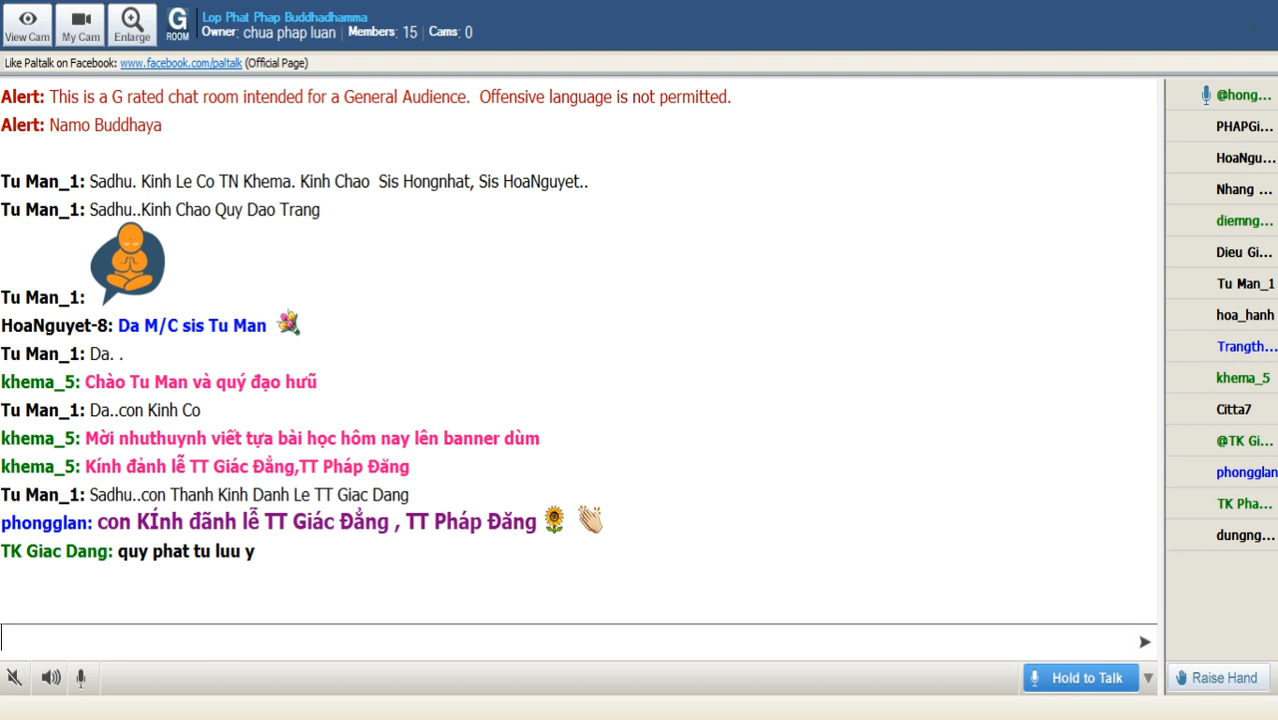 View Cam
My Cam
Enlarge
G
ROOM
Lop Phat Phap Buddhadhamma
Owner: chua phap luan | Members: 15 | Cams: 0
Like Paltalk on Facebook: www.facebook.com/paltalk (Official Page)
Alert: This is a G rated chat room intended for a General Audience. Offensive language is not permitted.
Alert: Namo Buddhaya
Tu Man_1: Sadhu. Kinh Le Co TN Khema. Kinh Chao Sis Hongnhat, Sis HoaNguyet..
Tu Man_1: Sadhu..Kinh Chao Quy Dao Trang
Tu Man_1:
HoaNguyet-8: Da M/C sis Tu Man
Tu Man_1: Da. .
khema_5: Chào Tu Man và quý đạo hưũ
Tu Man_1: Da..con Kinh Co
khema_5: Mời nhuthuynh viết tựa bài học hôm nay lên banner dùm
khema_5: Kính đảnh lễ TT Giác Đẳng,TT Pháp Đăng
Tu Man_1: Sadhu..con Thanh Kinh Danh Le TT Giac Dang
phongglan: con KÍnh đãnh lễ TT Giác Đẳng , TT Pháp Đăng
TK Giac Dang: quy phat tu luu y
@hong...
PHAPGi...
HoaNgu...
Nhang ...
diemng...
Dieu Gi...
Tu Man_1
hoa_hanh
Trangth...
khema_5
Citta7
@TK Gi...
phongglan
TK Pha...
dungng...
Hold to Talk
Raise Hand